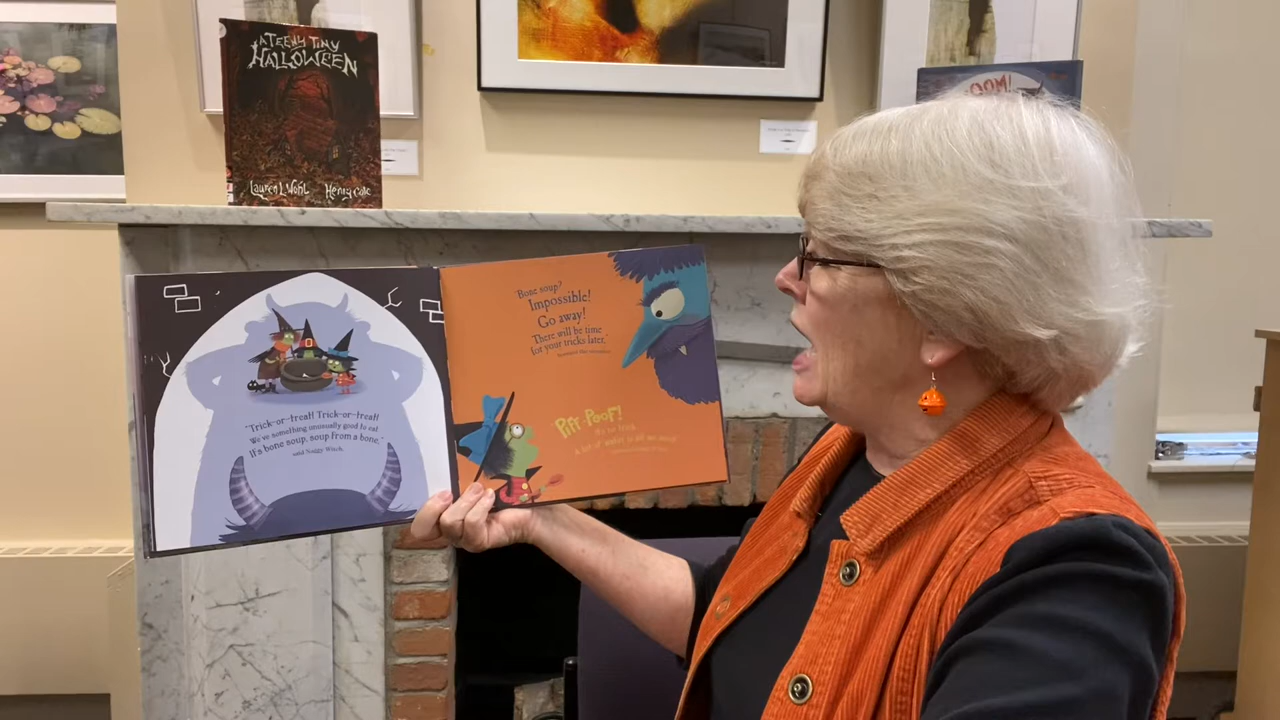 A TEENY TINY
HALLOWEEN
Lauren L. Wohl
Henry Cole
OOM!
"Trick-or-treat! Trick-or-treat!
We've something unusually good to eat.
It's bone soup, soup from a bone,"
said Naggy Witch.
"Bone soup?
Impossible!
Go away!
There will be time
for your tricks later,"
PIFF-POOF!